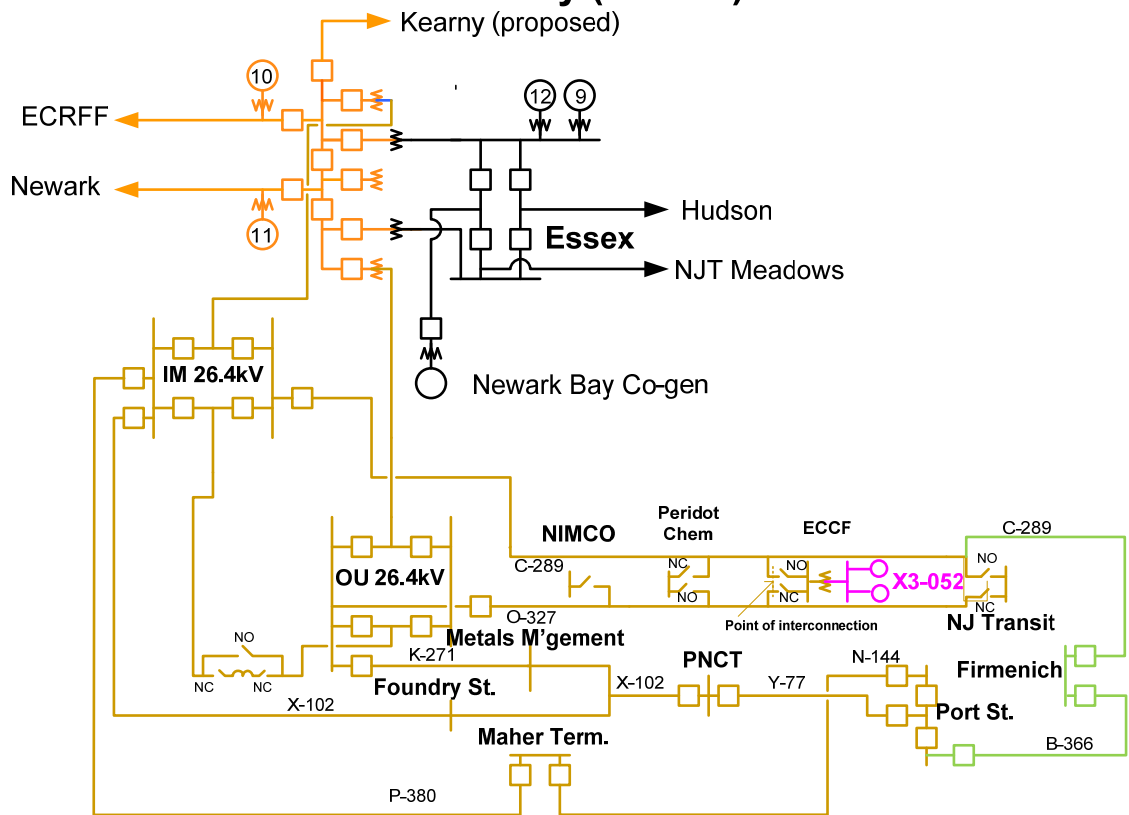 Kearny (proposed)
10
12
9
ECRFF
Newark
11
Hudson
Essex
NJT Meadows
IM 26.4kV
Newark Bay Co-gen
NIMCO
Peridot
Chem
ECCF
C-289
C-289
NC
NO
NO
OU 26.4kV
X3-052
NO
NC
NC
O-327
Point of interconnection
NJ Transit
Metals M'gement
NO
K-271
PNCT
N-144
Firmenich
NC
NC
Foundry St.
X-102
Y-77
X-102
Port St.
Maher Term.
B-366
P-380